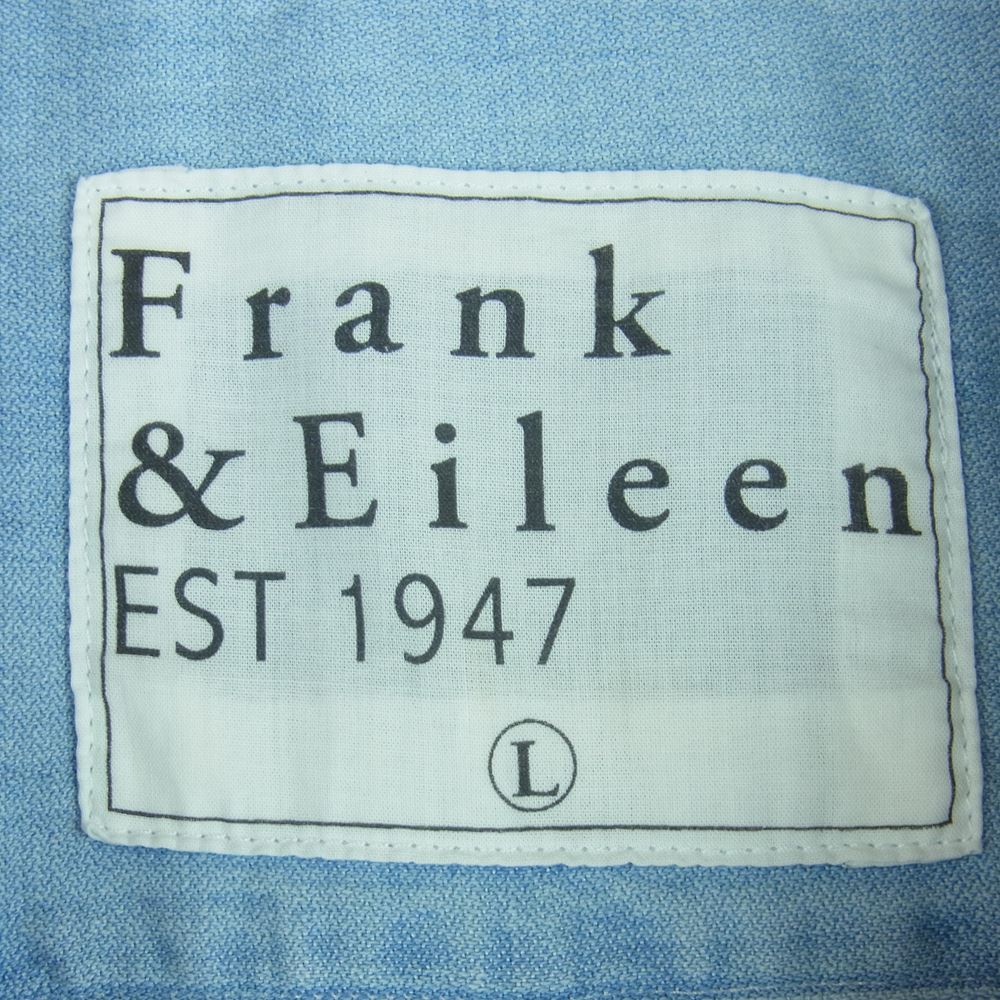 Frank
& Eileen
EST 1947
L